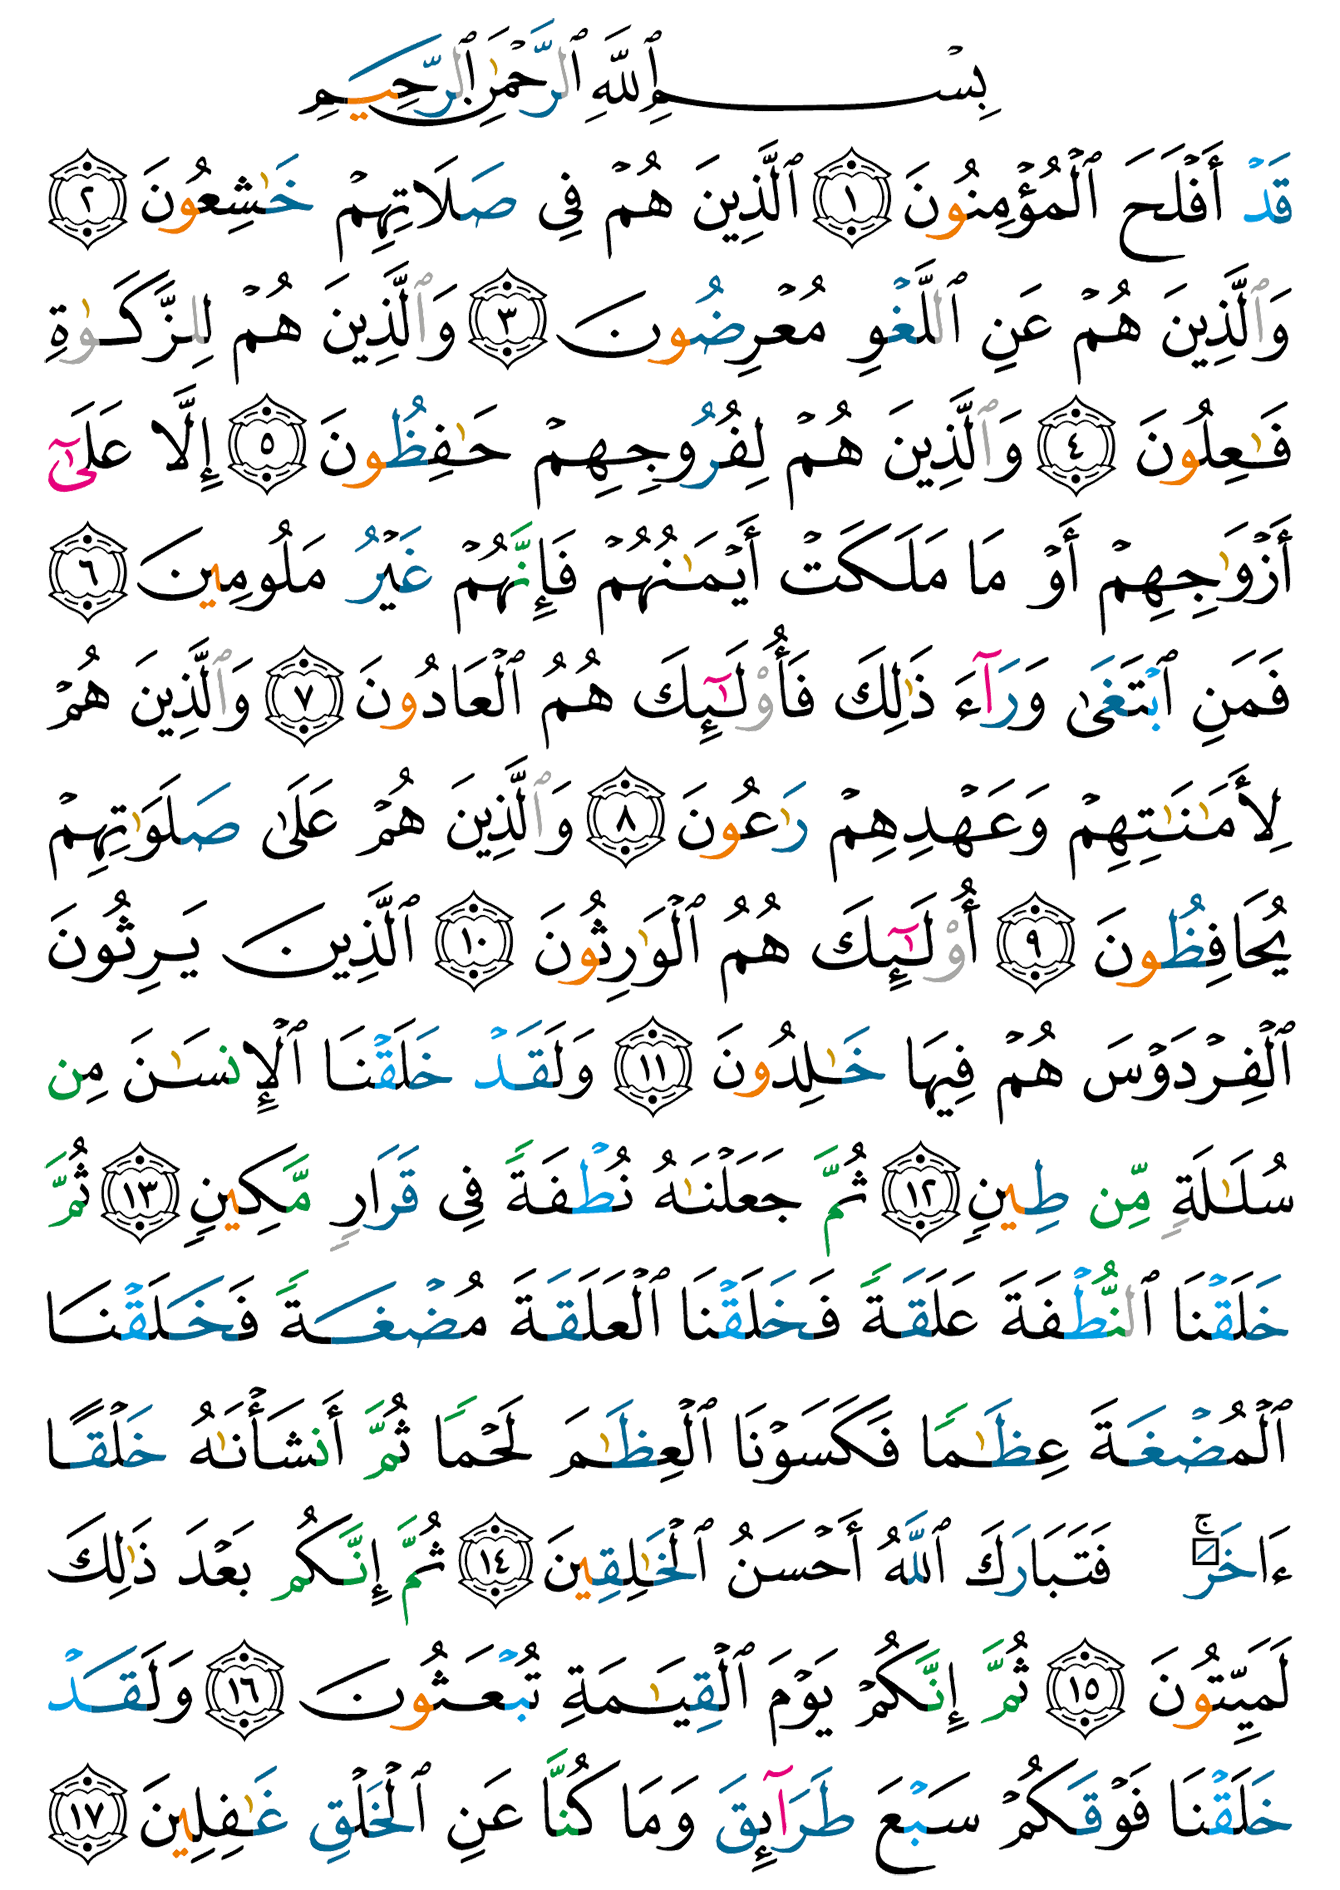 بِسْمِ ٱللَّهِ ٱلرَّحْمَٰنِ ٱلرَّحِيمِ
قَدْ أَفْلَحَ ٱلْمُؤْمِنُونَ ١ ٱلَّذِينَ هُمْ فِى صَلَاتِهِمْ خَٰشِعُونَ ٢
وَٱلَّذِينَ هُمْ عَنِ ٱللَّغْوِ مُعْرِضُونَ ٣ وَٱلَّذِينَ هُمْ لِلزَّكَوٰةِ
فَٰعِلُونَ ٤ وَٱلَّذِينَ هُمْ لِفُرُوجِهِمْ حَٰفِظُونَ ٥ إِلَّا عَلَىٰٓ
أَزْوَٰجِهِمْ أَوْ مَا مَلَكَتْ أَيْمَٰنُهُمْ فَإِنَّهُمْ غَيْرُ مَلُومِينَ ٦
فَمَنِ ٱبْتَغَىٰ وَرَآءَ ذَٰلِكَ فَأُو۟لَٰٓئِكَ هُمُ ٱلْعَادُونَ ٧ وَٱلَّذِينَ هُمْ
لِأَمَٰنَٰتِهِمْ وَعَهْدِهِمْ رَٰعُونَ ٨ وَٱلَّذِينَ هُمْ عَلَىٰ صَلَوَٰتِهِمْ
يُحَافِظُونَ ٩ أُو۟لَٰٓئِكَ هُمُ ٱلْوَٰرِثُونَ ١٠ ٱلَّذِينَ يَرِثُونَ
ٱلْفِرْدَوْسَ هُمْ فِيهَا خَٰلِدُونَ ١١ وَلَقَدْ خَلَقْنَا ٱلْإِنسَٰنَ مِن
سُلَٰلَةٍ مِّن طِينٍ ١٢ ثُمَّ جَعَلْنَٰهُ نُطْفَةً فِى قَرَارٍ مَّكِينٍ ١٣ ثُمَّ
خَلَقْنَا ٱلنُّطْفَةَ عَلَقَةً فَخَلَقْنَا ٱلْعَلَقَةَ مُضْغَةً فَخَلَقْنَا
ٱلْمُضْغَةَ عِظَٰمًا فَكَسَوْنَا ٱلْعِظَٰمَ لَحْمًا ثُمَّ أَنشَأْنَٰهُ خَلْقًا
ءَاخَرَ ۚ فَتَبَارَكَ ٱللَّهُ أَحْسَنُ ٱلْخَٰلِقِينَ ١٤ ثُمَّ إِنَّكُم بَعْدَ ذَٰلِكَ
لَمَيِّتُونَ ١٥ ثُمَّ إِنَّكُمْ يَوْمَ ٱلْقِيَٰمَةِ تُبْعَثُونَ ١٦ وَلَقَدْ
خَلَقْنَا فَوْقَكُمْ سَبْعَ طَرَآئِقَ وَمَا كُنَّا عَنِ ٱلْخَلْقِ غَٰفِلِينَ ١٧